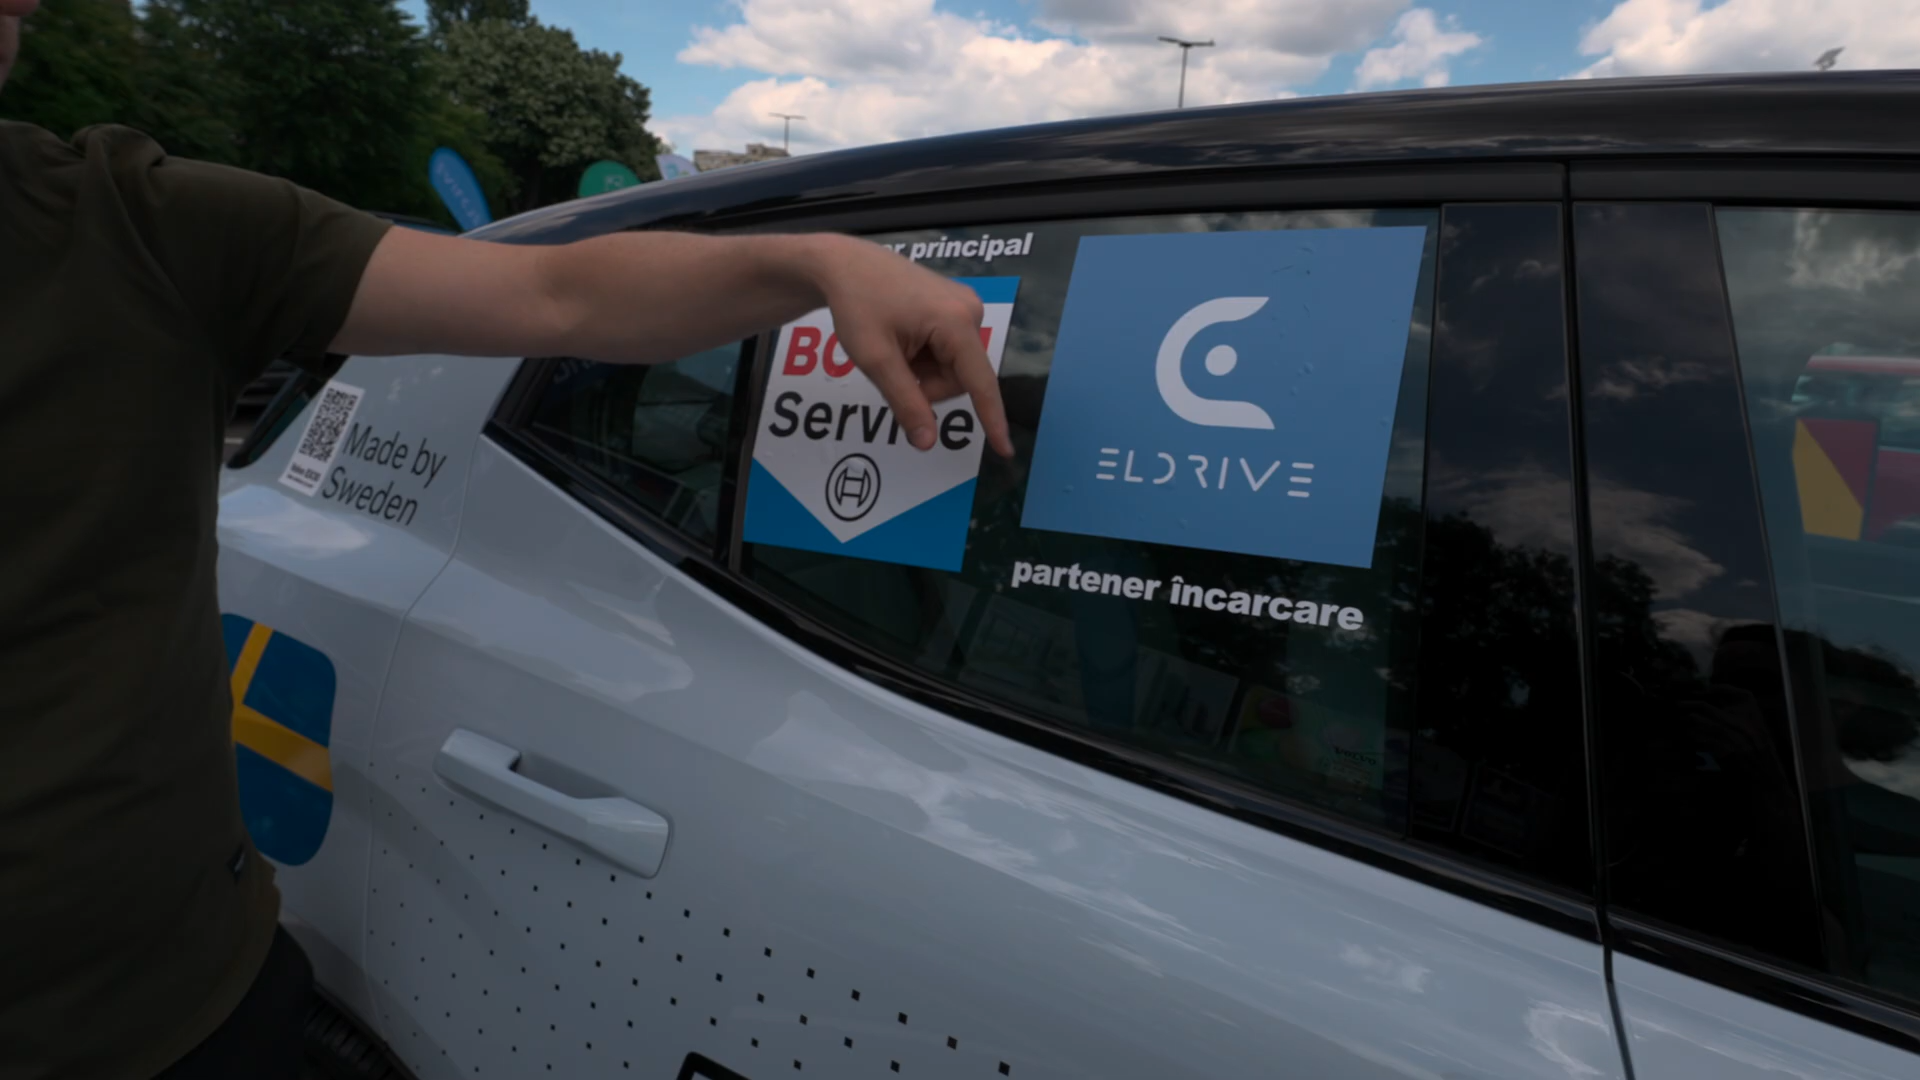 principal
Service
ELDRIVE
partener încarcare
Made by
Sweden